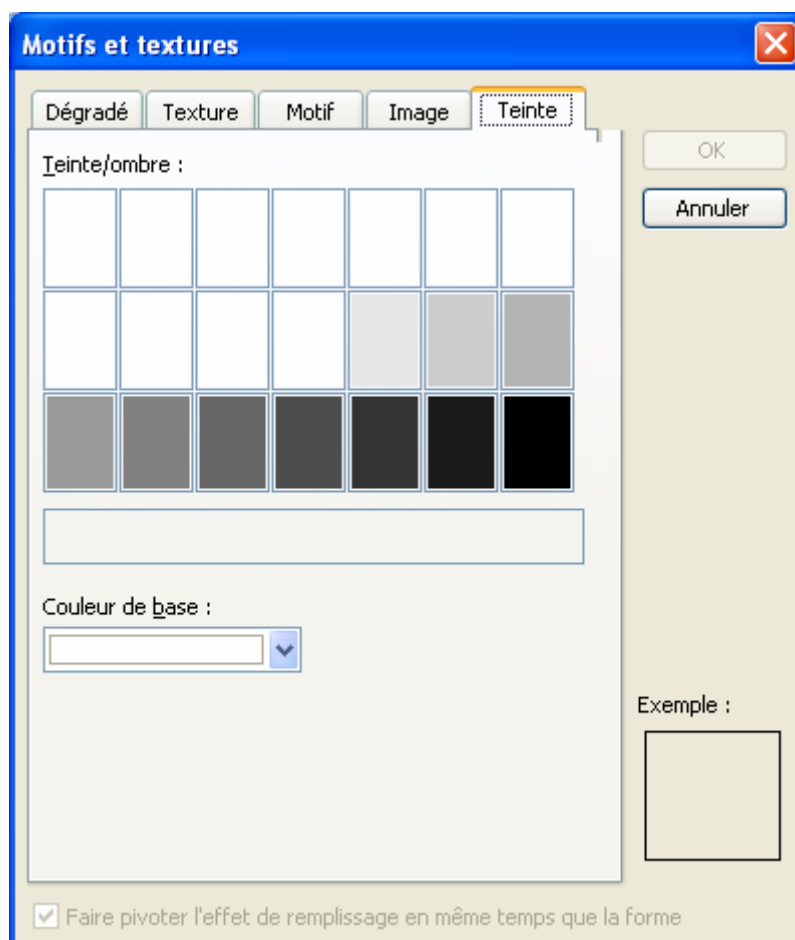 Motifs et textures
Dégradé Texture Motif Image Teinte
Teinte/ombre :
OK
Annuler
Couleur de base :
Exemple :
Faire pivoter l'effet de remplissage en même temps que la forme